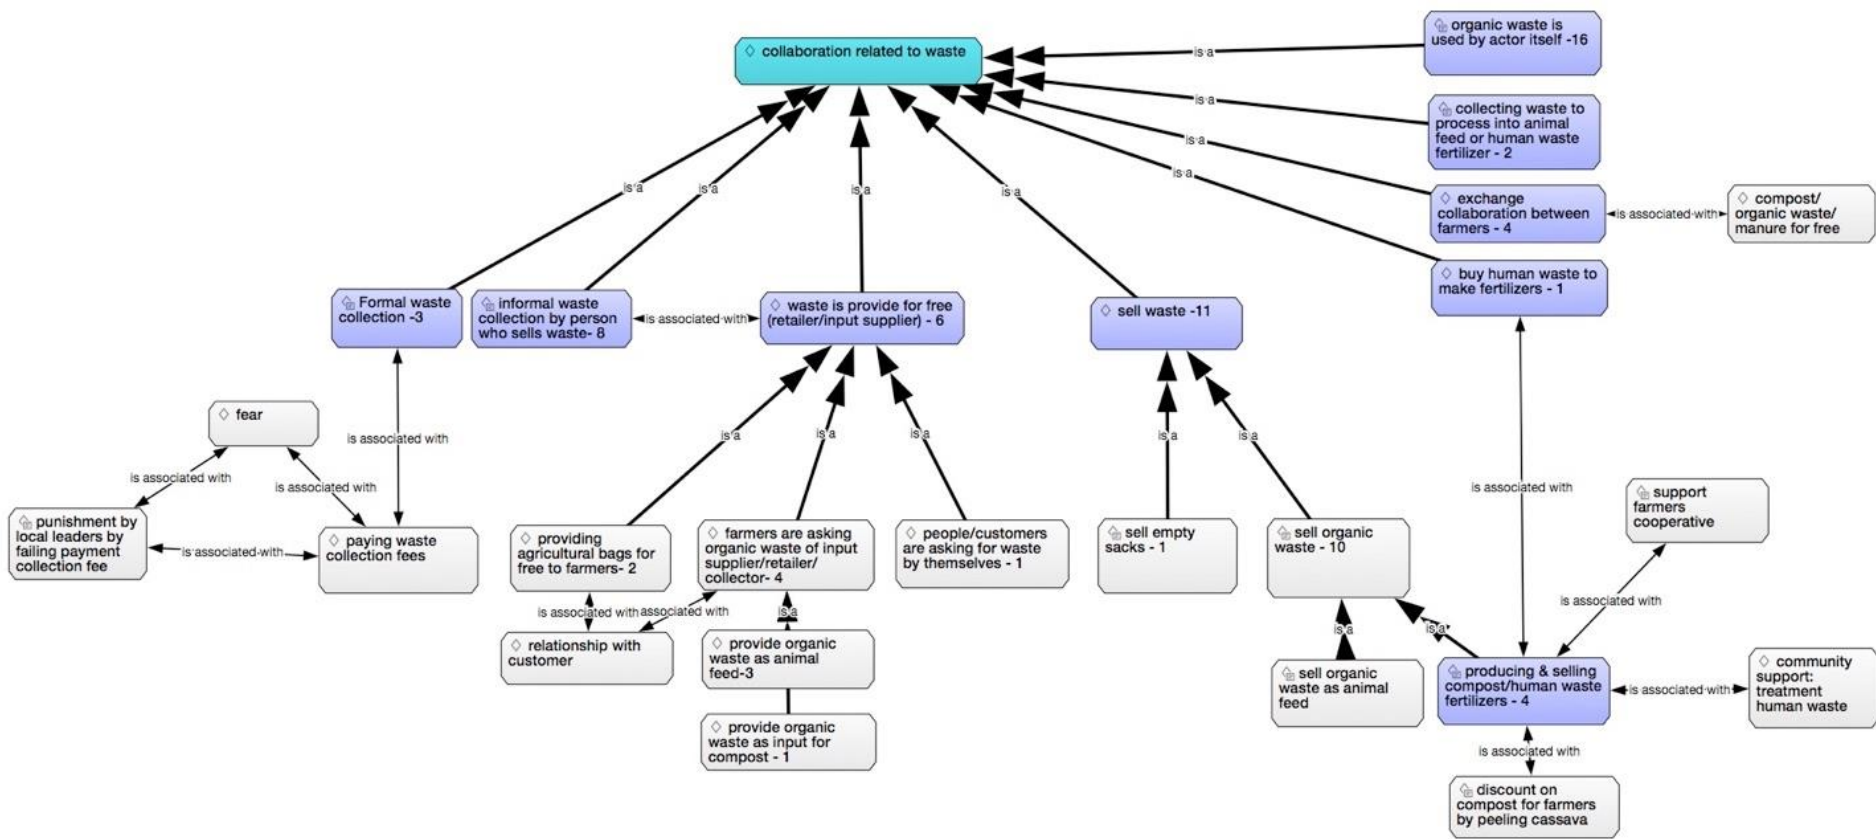 collaboration related to waste
organic waste is
used by actor itself -16
is a
collecting waste to
process into animal
feed or human waste
fertilizer - 2
is a
exchange
collaboration between
farmers - 4
is a
is associated with
compost/
organic waste/
manure for free
buy human waste to
make fertilizers - 1
is a
is a
is a
is a
is a
Formal waste
collection -3
informal waste
collection by person
who sells waste- 8
is associated with
waste is provide for free
(retailer/input supplier) - 6
sell waste -11
fear
is associated with
is associated with
is associated with
is a
is a
is a
is a
is a
is associated with
punishment by
local leaders by
failing payment
collection fee
is associated with
paying waste
collection fees
providing
agricultural bags for
free to farmers- 2
farmers are asking
organic waste of input
supplier/retailer/
collector- 4
people/customers
are asking for waste
by themselves - 1
sell empty
sacks - 1
sell organic
waste - 10
support
farmers
cooperative
is associated with
is associated with
associated with
is a
is a
is a
relationship with
customer
provide organic
waste as animal
feed-3
provide organic
waste as input for
compost - 1
sell organic
waste as animal
feed
producing & selling
compost/human waste
fertilizers - 4
is associated with
community
support:
treatment
human waste
is associated with
discount on
compost for farmers
by peeling cassava